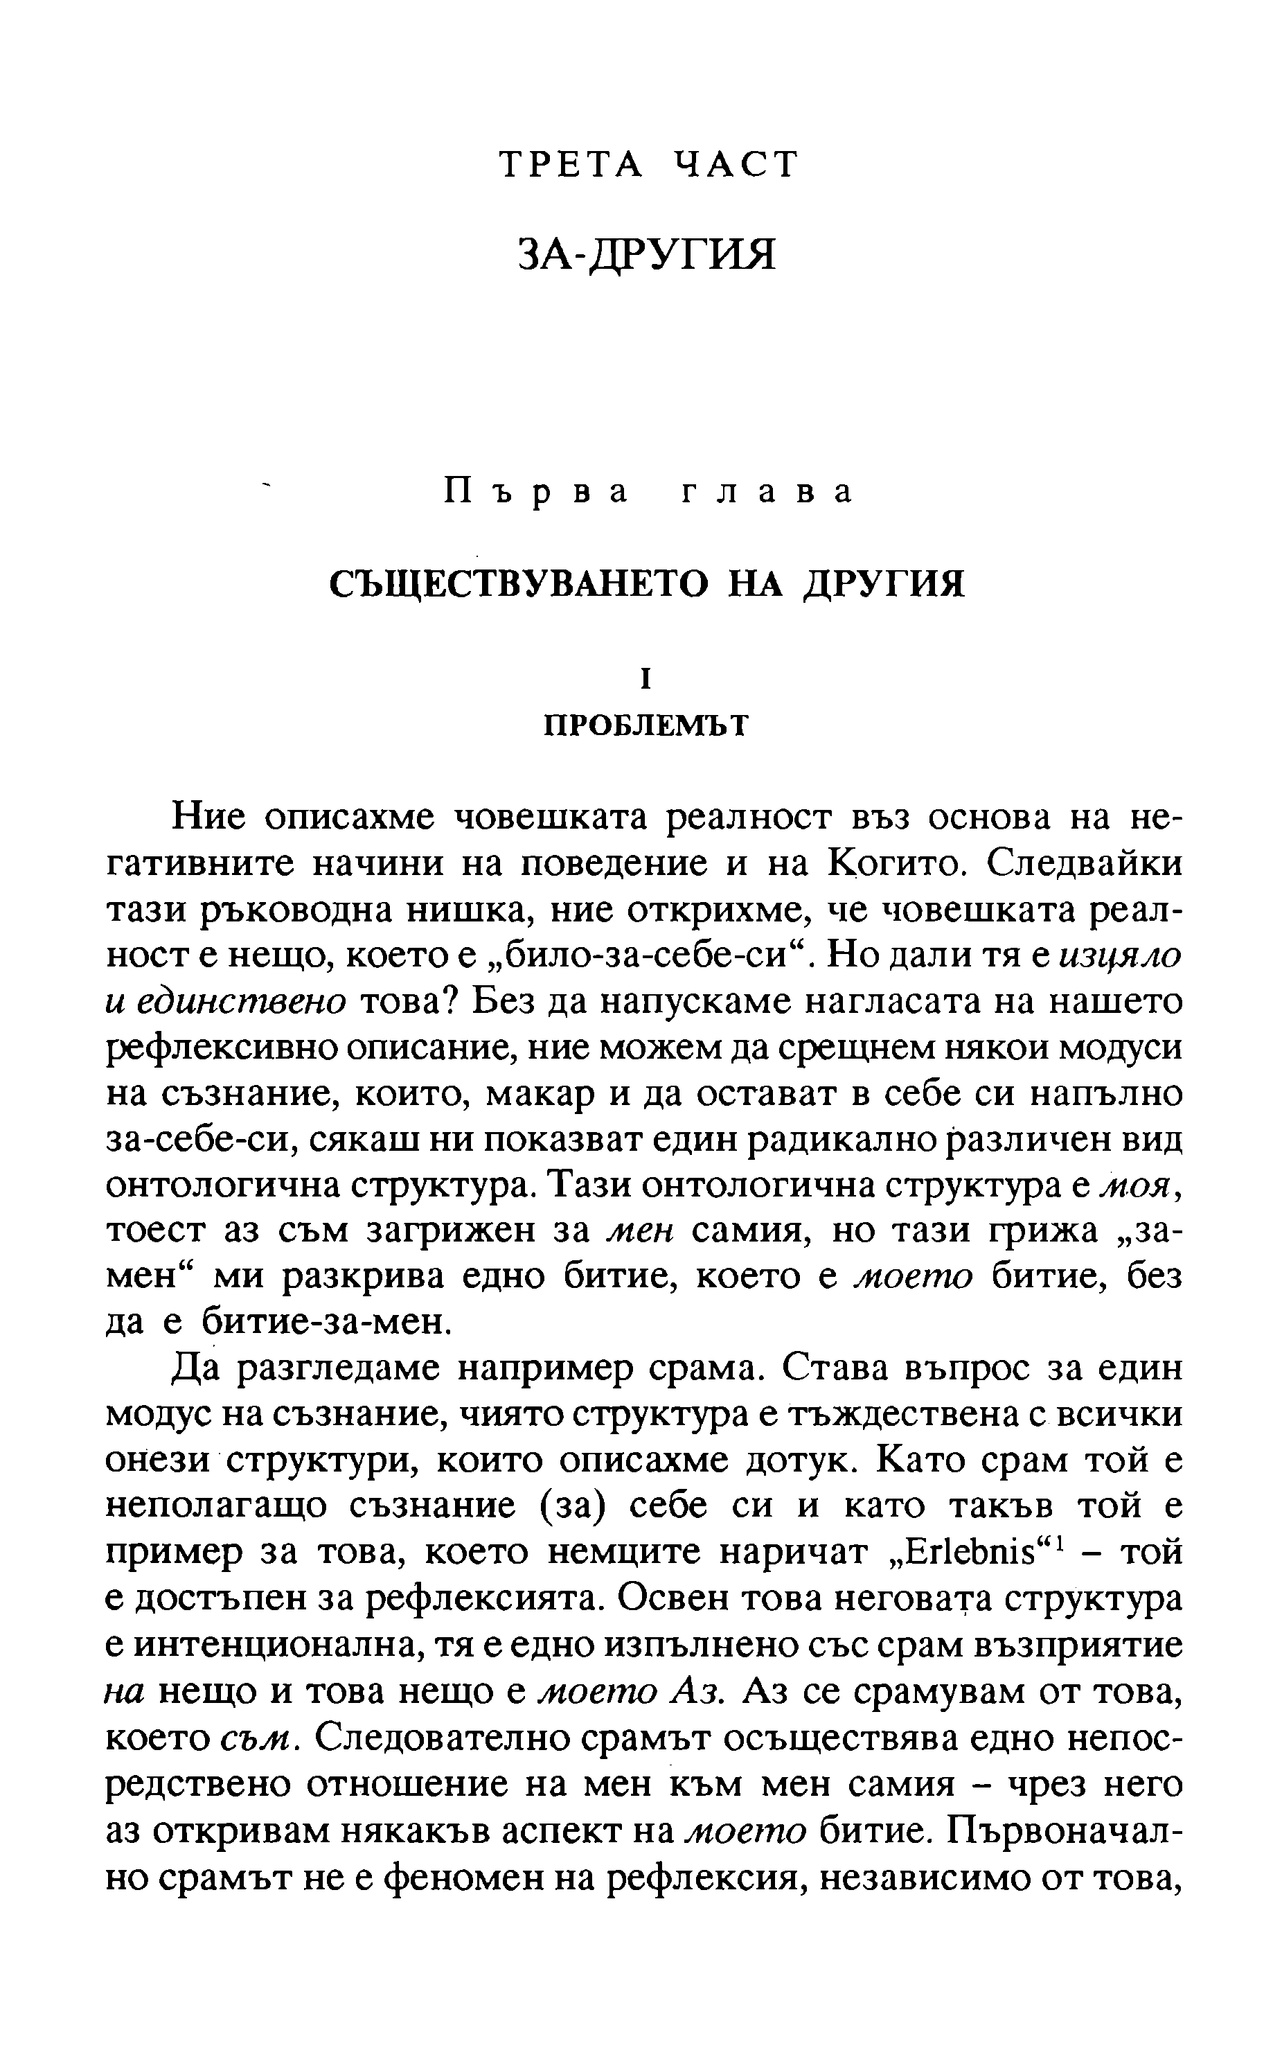 ТРЕТА ЧАСТ
ЗА-ДРУГИЯ
Първа глава
СЪЩЕСТВУВАНЕТО НА ДРУГИЯ
I
ПРОБЛЕМЪТ
Ние описахме човешката реалност въз основа на не-
гативните начини на поведение и на Когито. Следвайки
тази ръководна нишка, ние открихме, че човешката реал-
ност е нещо, което е „било-за-себе-си“. Но дали тя е изцяло
и единствено това? Без да напускаме нагласата на нашето
рефлексивно описание, ние можем да срещнем някои модуси
на съзнание, които, макар и да остават в себе си напълно
за-себе-си, сякаш ни показват един радикално различен вид
онтологична структура. Тази онтологична структура е моя,
тоест аз съм загрижен за мен самия, но тази грижа „за-
мен“ ми разкрива едно битие, което е моето битие, без
да е битие-за-мен.
Да разгледаме например срама. Става въпрос за един
модус на съзнание, чиято структура е тъждествена с всички
онези структури, които описахме дотук. Като срам той е
неполагащо съзнание (за) себе си и като такъв той е
пример за това, което немците наричат „Erlebnis“¹ – той
е достъпен за рефлексията. Освен това неговата структура
е интенционална, тя е едно изпълнено със срам възприятие
на нещо и това нещо е моето Аз. Аз се срамувам от това,
което съм. Следователно срамът осъществява едно непос-
редствено отношение на мен към мен самия – чрез него
аз откривам някакъв аспект на моето битие. Първоначал-
но срамът не е феномен на рефлексия, независимо от това,